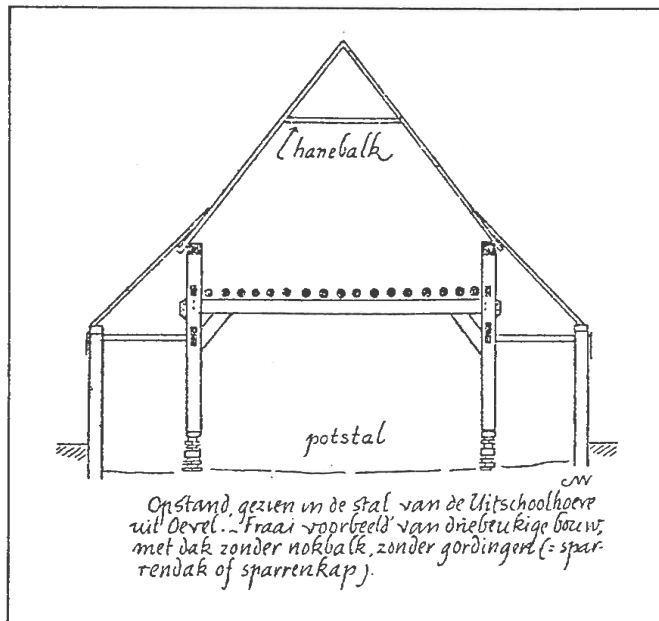 hanebalk
potstal
Opstand, gezien in de stal van de Uitschoolhoeve
uit Oevel._ Fraai voorbeeld van driebeukige bouw,
met dak zonder nokbalk, zonder gordingen (= spar-
rendak of sparrenkap).